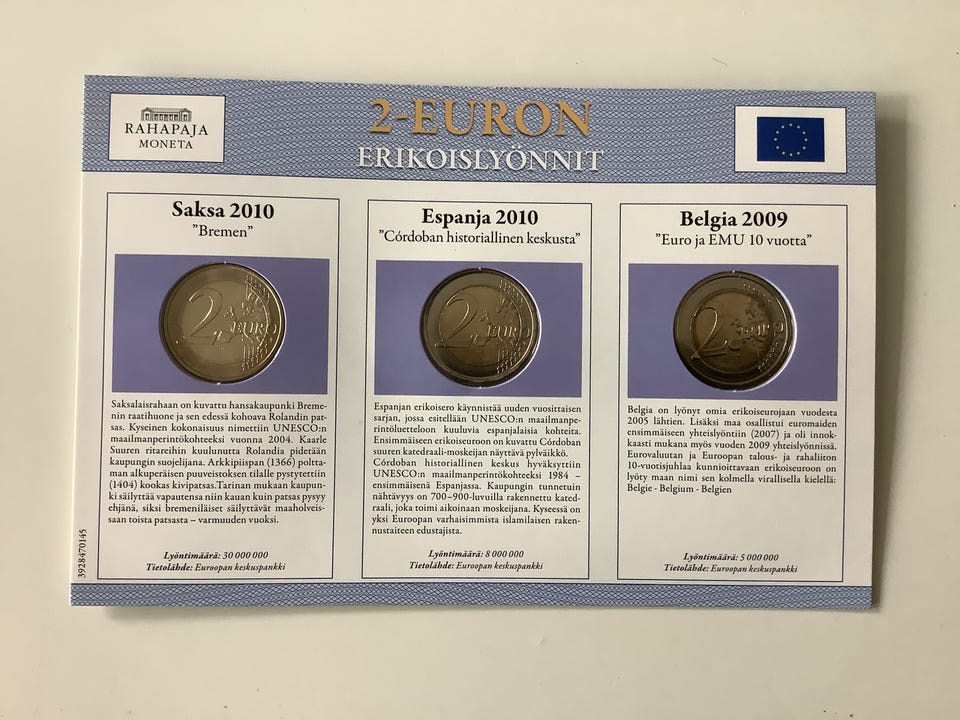 RAHAPAJA
MONETA
2-EURON
ERIKOISLYÖNNIT
Saksa 2010
"Bremen"
2 EURO
Saksalaisrahaan on kuvattu hansakaupunki Breme-
nin raatihuone ja sen edessä kohoava Rolandin pat-
sas. Kyseinen kokonaisuus nimettiin UNESCO:n
maailmanperintökohteeksi vuonna 2004. Kaarle
Suuren ritareihin kuulunutta Rolandia pidetään
kaupungin suojelijana. Arkkipiispan (1366) poltta-
man alkuperäisen puuveistoksen tilalle pystytettiin
(1404) kookas kivipatsas.Tarinan mukaan kaupun-
ki säilyttää vapautensa niin kauan kuin patsas pysyy
ehjänä, siksi bremeniläiset säilyttävät maaholveis-
saan toista patsasta – varmuuden vuoksi.
Lyöntimäärä: 30 000 000
Tietolähde: Euroopan keskuspankki
Espanja 2010
"Córdoban historiallinen keskusta"
2 EURO
Espanjan erikoisero käynnistää uuden vuosittaisen
sarjan, jossa esitellään UNESCO:n maailmanpe-
rintöluetteloon kuuluvia espanjalaisia kohteita.
Ensimmäiseen erikoiseuroon on kuvattu Córdoban
suuren katedraali-moskeijan näyttävä pylväikkö.
Córdoban historiallinen keskus hyväksyttiin
UNESCO:n maailmanperintökohteeksi 1984 –
ensimmäisenä Espanjassa. Kaupungin tunnetuin
nähtävyys on 700–900-luvuilla rakennettu kated-
raali, joka toimi aikoinaan moskeijana. Kyseessä on
yksi Euroopan varhaisimmista islamilaisen raken-
nustaiteen edustajista.
Lyöntimäärä: 8 000 000
Tietolähde: Euroopan keskuspankki
Belgia 2009
"Euro ja EMU 10 vuotta"
2 EURO
Belgia on lyönyt omia erikoiseurojaan vuodesta
2005 lähtien. Lisäksi maa osallistui euromaiden
ensimmäiseen yhteislyöntiin (2007) ja oli innok-
kaasti mukana myös vuoden 2009 yhteislyönnissä.
Eurovaluutan ja Euroopan talous- ja rahaliiton
10-vuotisjuhlaa kunnioittavaan erikoiseuroon on
lyöty maan nimi sen kolmella virallisella kielellä:
Belgie - Belgium - Belgien
Lyöntimäärä: 5 000 000
Tietolähde: Euroopan keskuspankki
3928470145